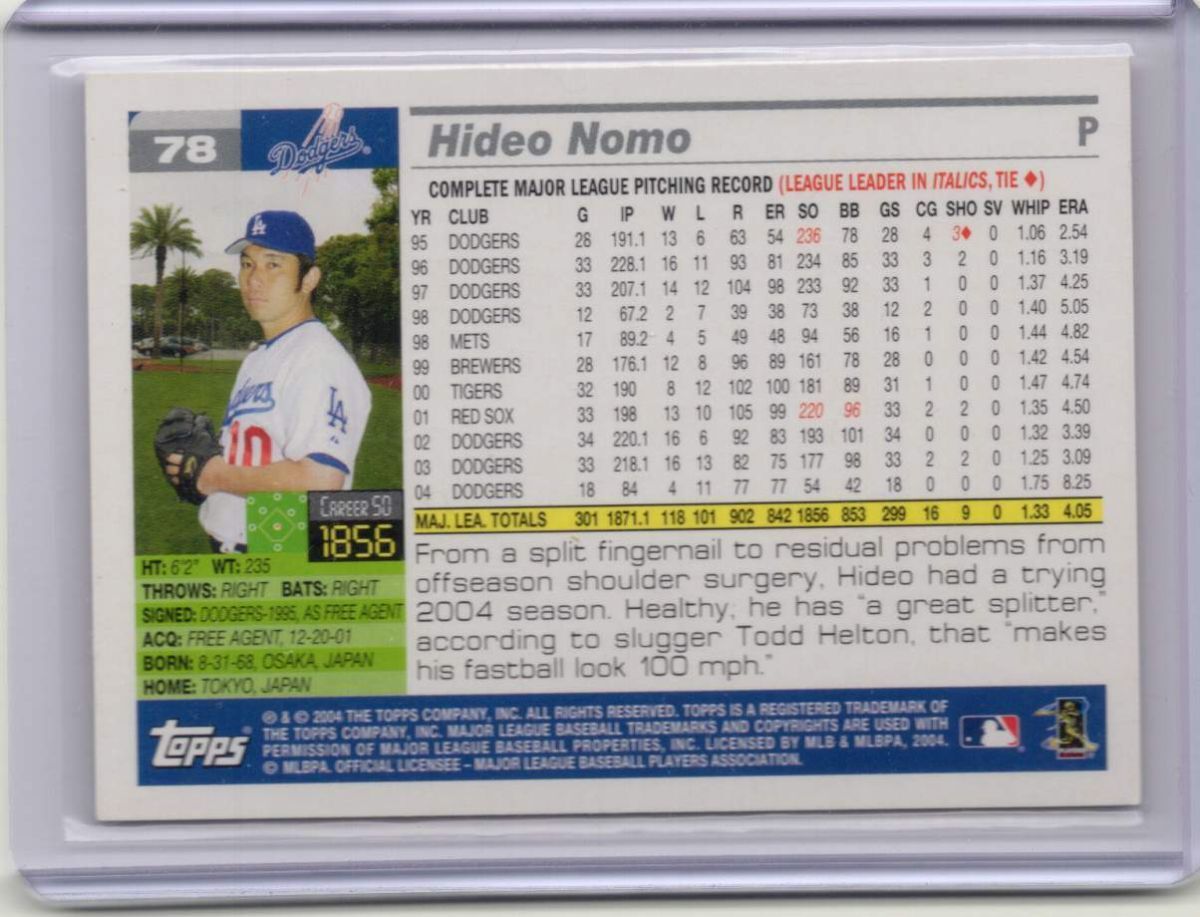 78
Dodgers
Hideo Nomo P
COMPLETE MAJOR LEAGUE PITCHING RECORD (LEAGUE LEADER IN ITALICS, TIE ♦)
YR CLUB G IP W L R ER SO BB GS CG SHO SV WHIP ERA
95 DODGERS 28 191.1 13 6 63 54 236 78 28 4 3♦ 0 1.06 2.54
96 DODGERS 33 228.1 16 11 93 81 234 85 33 3 2 0 1.16 3.19
97 DODGERS 33 207.1 14 12 104 98 233 92 33 1 0 0 1.37 4.25
98 DODGERS 12 67.2 2 7 39 38 73 38 12 2 0 0 1.40 5.05
98 METS 17 89.2 4 5 49 48 94 56 16 1 0 0 1.44 4.82
99 BREWERS 28 176.1 12 8 96 89 161 78 28 0 0 0 1.42 4.54
00 TIGERS 32 190 8 12 102 100 181 89 31 1 0 0 1.47 4.74
01 RED SOX 33 198 13 10 105 99 220 96 33 2 2 0 1.35 4.50
02 DODGERS 34 220.1 16 6 92 83 193 101 34 0 0 0 1.32 3.39
03 DODGERS 33 218.1 16 13 82 75 177 98 33 2 2 0 1.25 3.09
04 DODGERS 18 84 4 11 77 77 54 42 18 0 0 0 1.75 8.25
MAJ. LEA. TOTALS 301 1871.1 118 101 902 842 1856 853 299 16 9 0 1.33 4.05
LA
LA
10
CAREER SO
1856
HT: 6'2" WT: 235
THROWS: RIGHT BATS: RIGHT
SIGNED: DODGERS-1995, AS FREE AGENT
ACQ: FREE AGENT, 12-20-01
BORN: 8-31-68, OSAKA, JAPAN
HOME: TOKYO, JAPAN
From a split fingernail to residual problems from
offseason shoulder surgery, Hideo had a trying
2004 season. Healthy, he has "a great splitter,"
according to slugger Todd Helton, that "makes
his fastball look 100 mph."
topps
® & © 2004 THE TOPPS COMPANY, INC. ALL RIGHTS RESERVED. TOPPS IS A REGISTERED TRADEMARK OF
THE TOPPS COMPANY, INC. MAJOR LEAGUE BASEBALL TRADEMARKS AND COPYRIGHTS ARE USED WITH
PERMISSION OF MAJOR LEAGUE BASEBALL PROPERTIES, INC. LICENSED BY MLB & MLBPA, 2004.
© MLBPA. OFFICIAL LICENSEE – MAJOR LEAGUE BASEBALL PLAYERS ASSOCIATION.